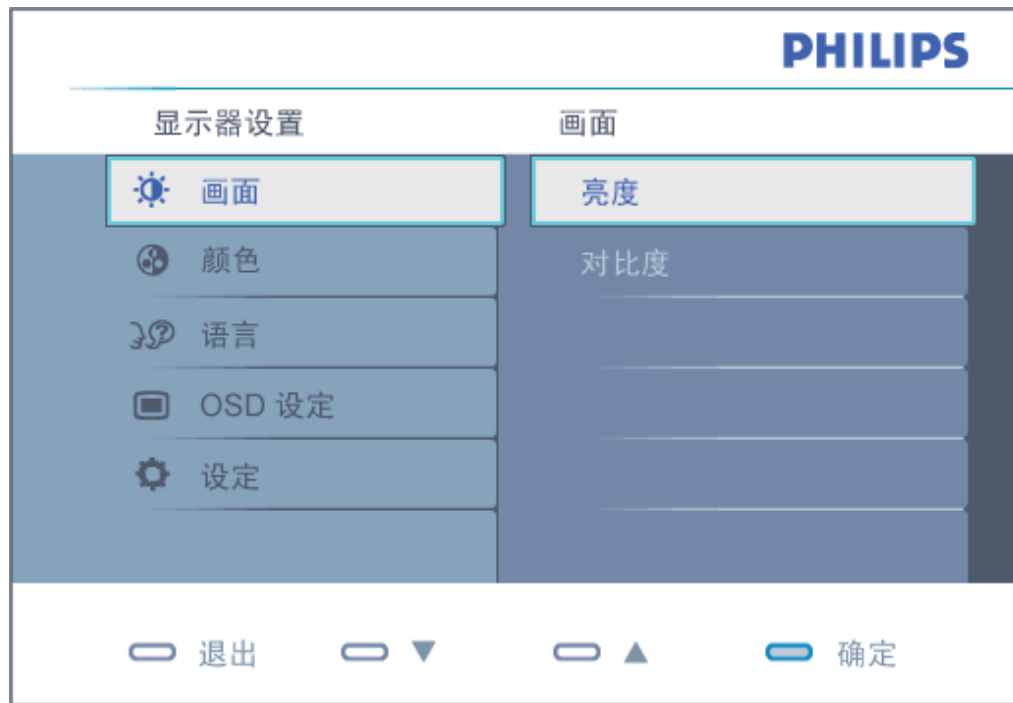 PHILIPS
显示器设置 画面
画面 亮度
颜色 对比度
语言
OSD 设定
设定
退出 ▼ ▲ 确定